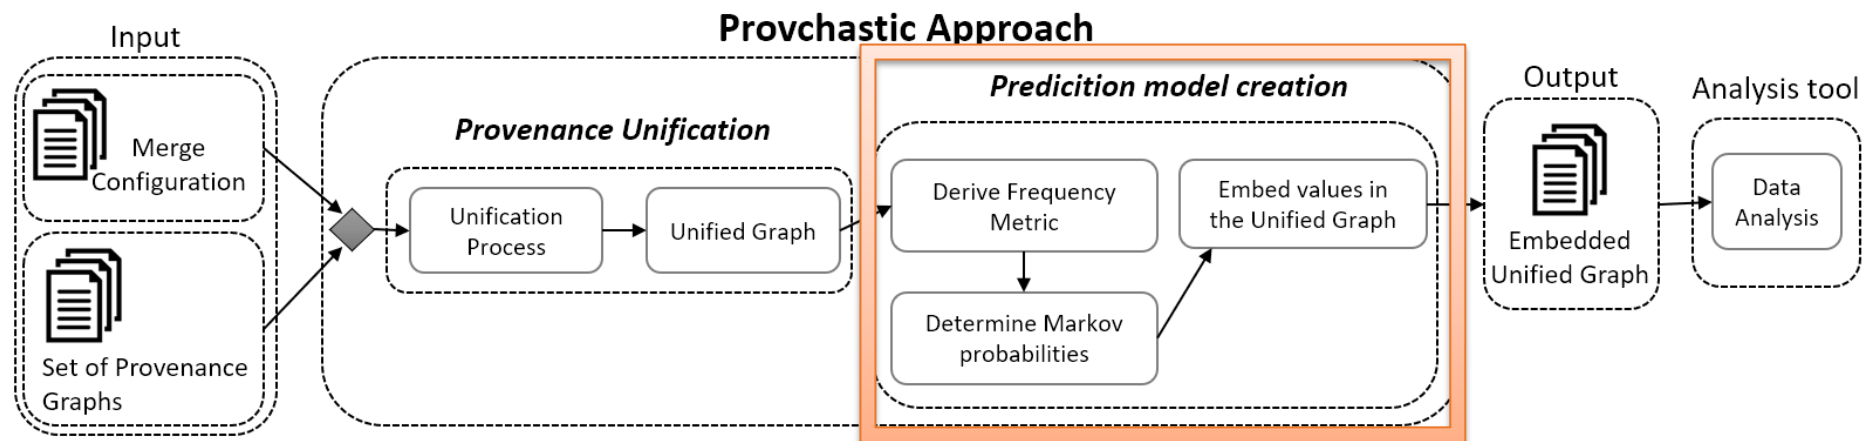 Provchastic Approach
Input
Merge
Configuration
Set of Provenance
Graphs
Provenance Unification
Unification
Process
Unified Graph
Predicition model creation
Derive Frequency
Metric
Determine Markov
probabilities
Embed values in
the Unified Graph
Output
Embedded
Unified Graph
Analysis tool
Data
Analysis